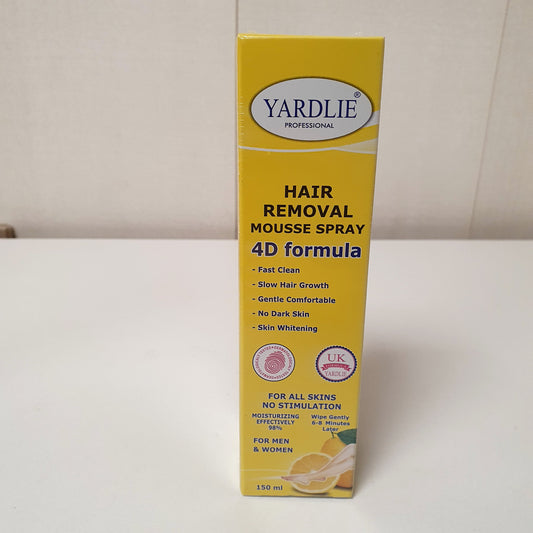 YARDLIE ®
PROFESSIONAL
HAIR
REMOVAL
MOUSSE SPRAY
4D formula
- Fast Clean
- Slow Hair Growth
- Gentle Comfortable
- No Dark Skin
- Skin Whitening
UK
YARDLIE
FOR ALL SKINS
NO STIMULATION
MOISTURIZING
EFFECTIVELY
98%
Wipe Gently
6-8 Minutes
Later
FOR MEN
& WOMEN
150 ml